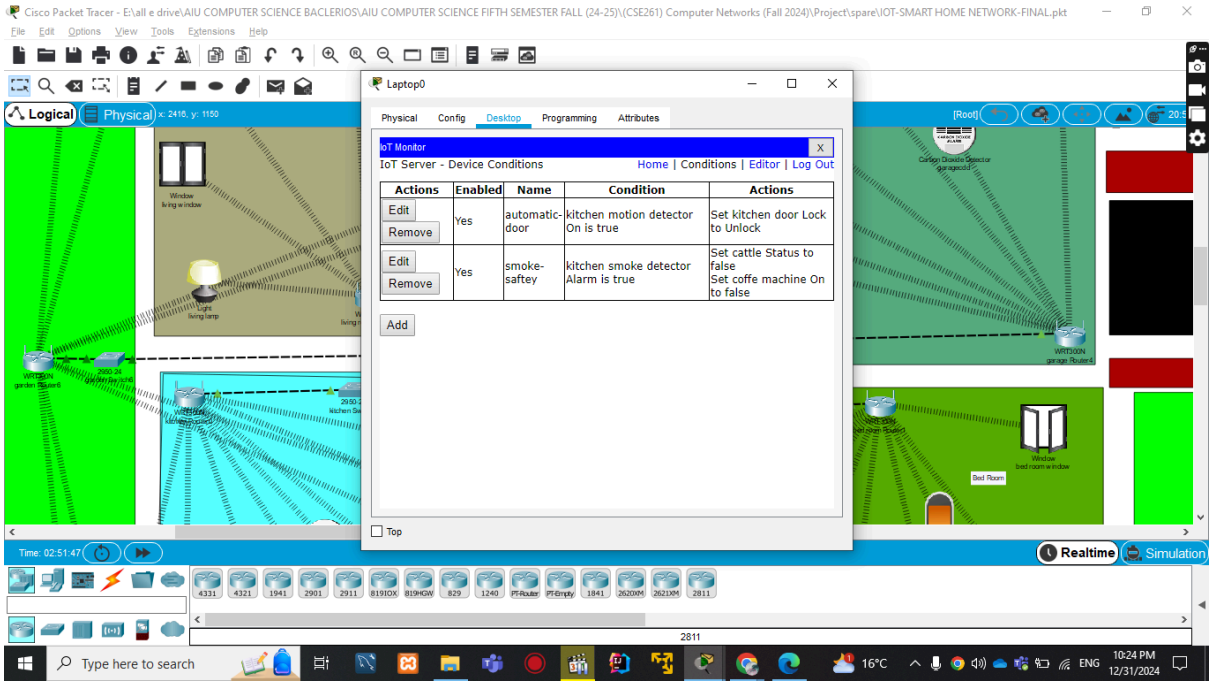 Cisco Packet Tracer - E:\all e drive\AIU COMPUTER SCIENCE BACLERIOS\AIU COMPUTER SCIENCE FIFTH SEMESTER FALL (24-25)\(CSE261) Computer Networks (Fall 2024)\Project\spare\IOT-SMART HOME NETWORK-FINAL.pkt
File Edit Options View Tools Extensions Help
Logical Physical x: 2416, y: 1150
[Root]
Laptop0
Physical Config Desktop Programming Attributes
IoT Monitor X
IoT Server - Device Conditions Home | Conditions | Editor | Log Out
Actions Enabled Name Condition Actions
Edit
Remove
Yes
automatic-
door
kitchen motion detector
On is true
Set kitchen door Lock
to Unlock
Edit
Remove
Yes
smoke-
saftey
kitchen smoke detector
Alarm is true
Set cattle Status to
false
Set coffe machine On
to false
Add
Top
Window
living window
Light
living lamp
2950-24
Carbon Dioxide Detector
WRT300N
garage Router4
Window
bed room window
Bed Room
Time: 02:51:47
Realtime Simulation
4331 4321 1941 2901 2911 819IOX 819HGW 829 1240 PT-Router PT-Empty 1841 2620XM 2621XM 2811
2811
Type here to search
16°C
ENG
10:24 PM
12/31/2024